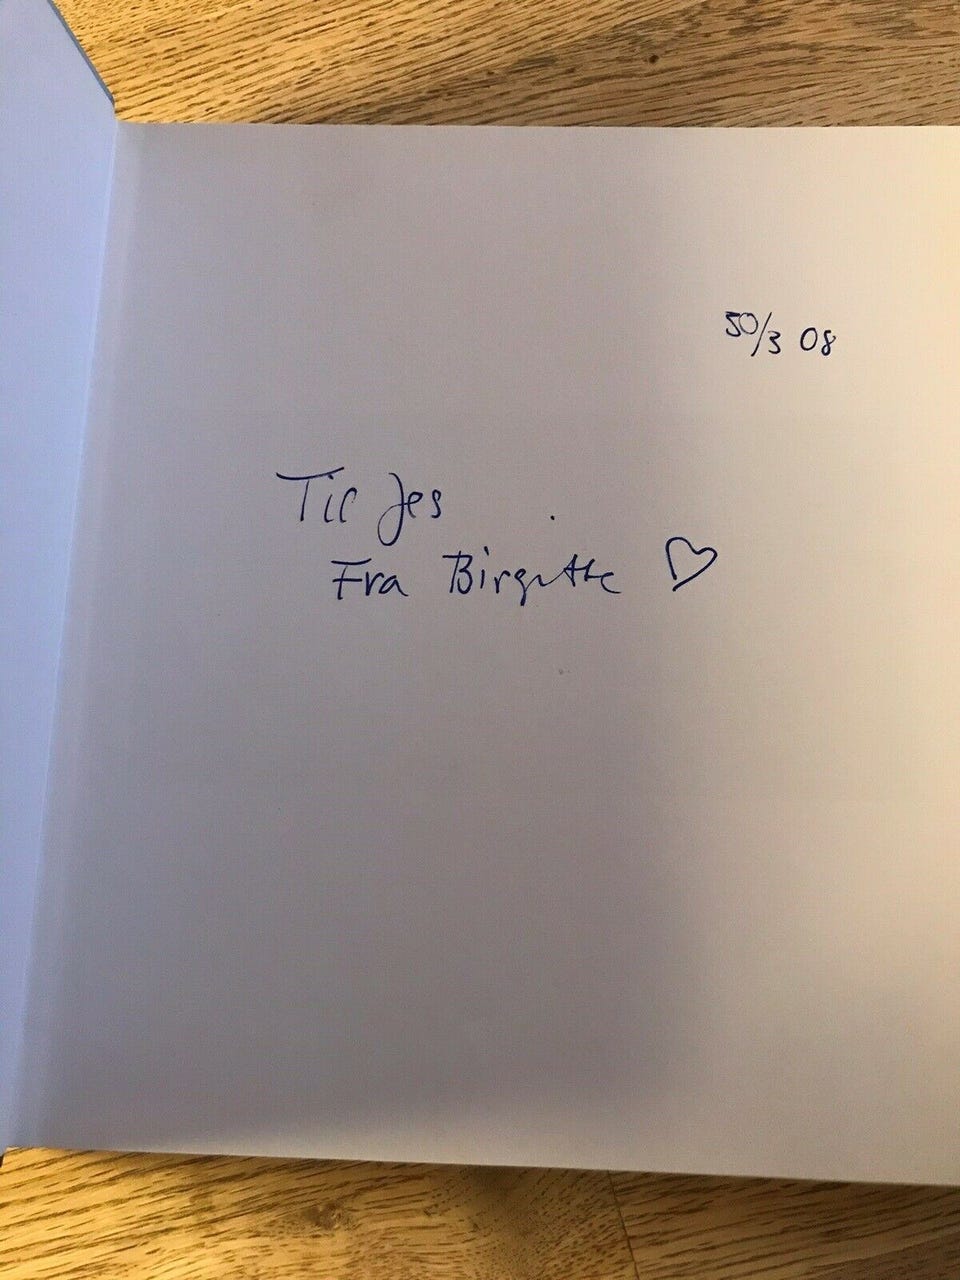 30/3 08
Til Jes
Fra Birgitte ♡